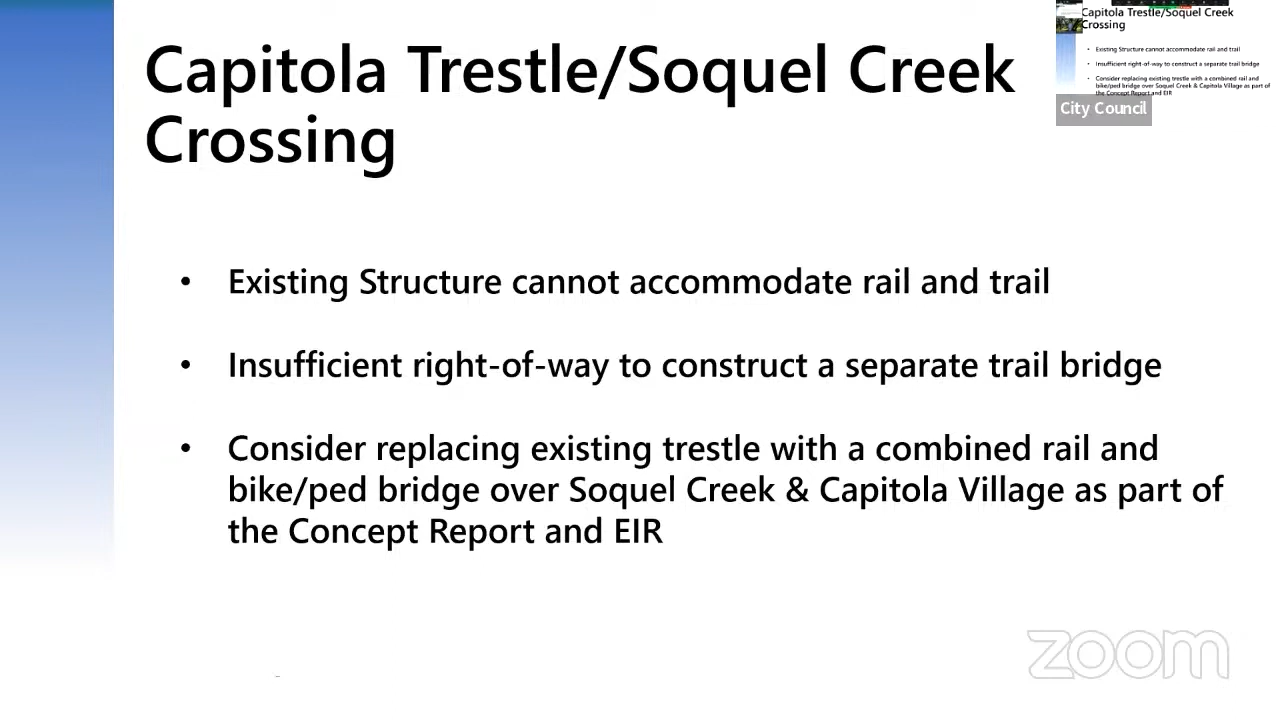 Capitola Trestle/Soquel Creek
Crossing
• Existing Structure cannot accommodate rail and trail
• Insufficient right-of-way to construct a separate trail bridge
• Consider replacing existing trestle with a combined rail and
bike/ped bridge over Soquel Creek & Capitola Village as part of
the Concept Report and EIR
Capitola Trestle/Soquel Creek
Crossing
• Existing Structure cannot accommodate rail and trail
• Insufficient right-of-way to construct a separate trail bridge
• Consider replacing existing trestle with a combined rail and
bike/ped bridge over Soquel Creek & Capitola Village as part of
the Concept Report and EIR
City Council
zoom